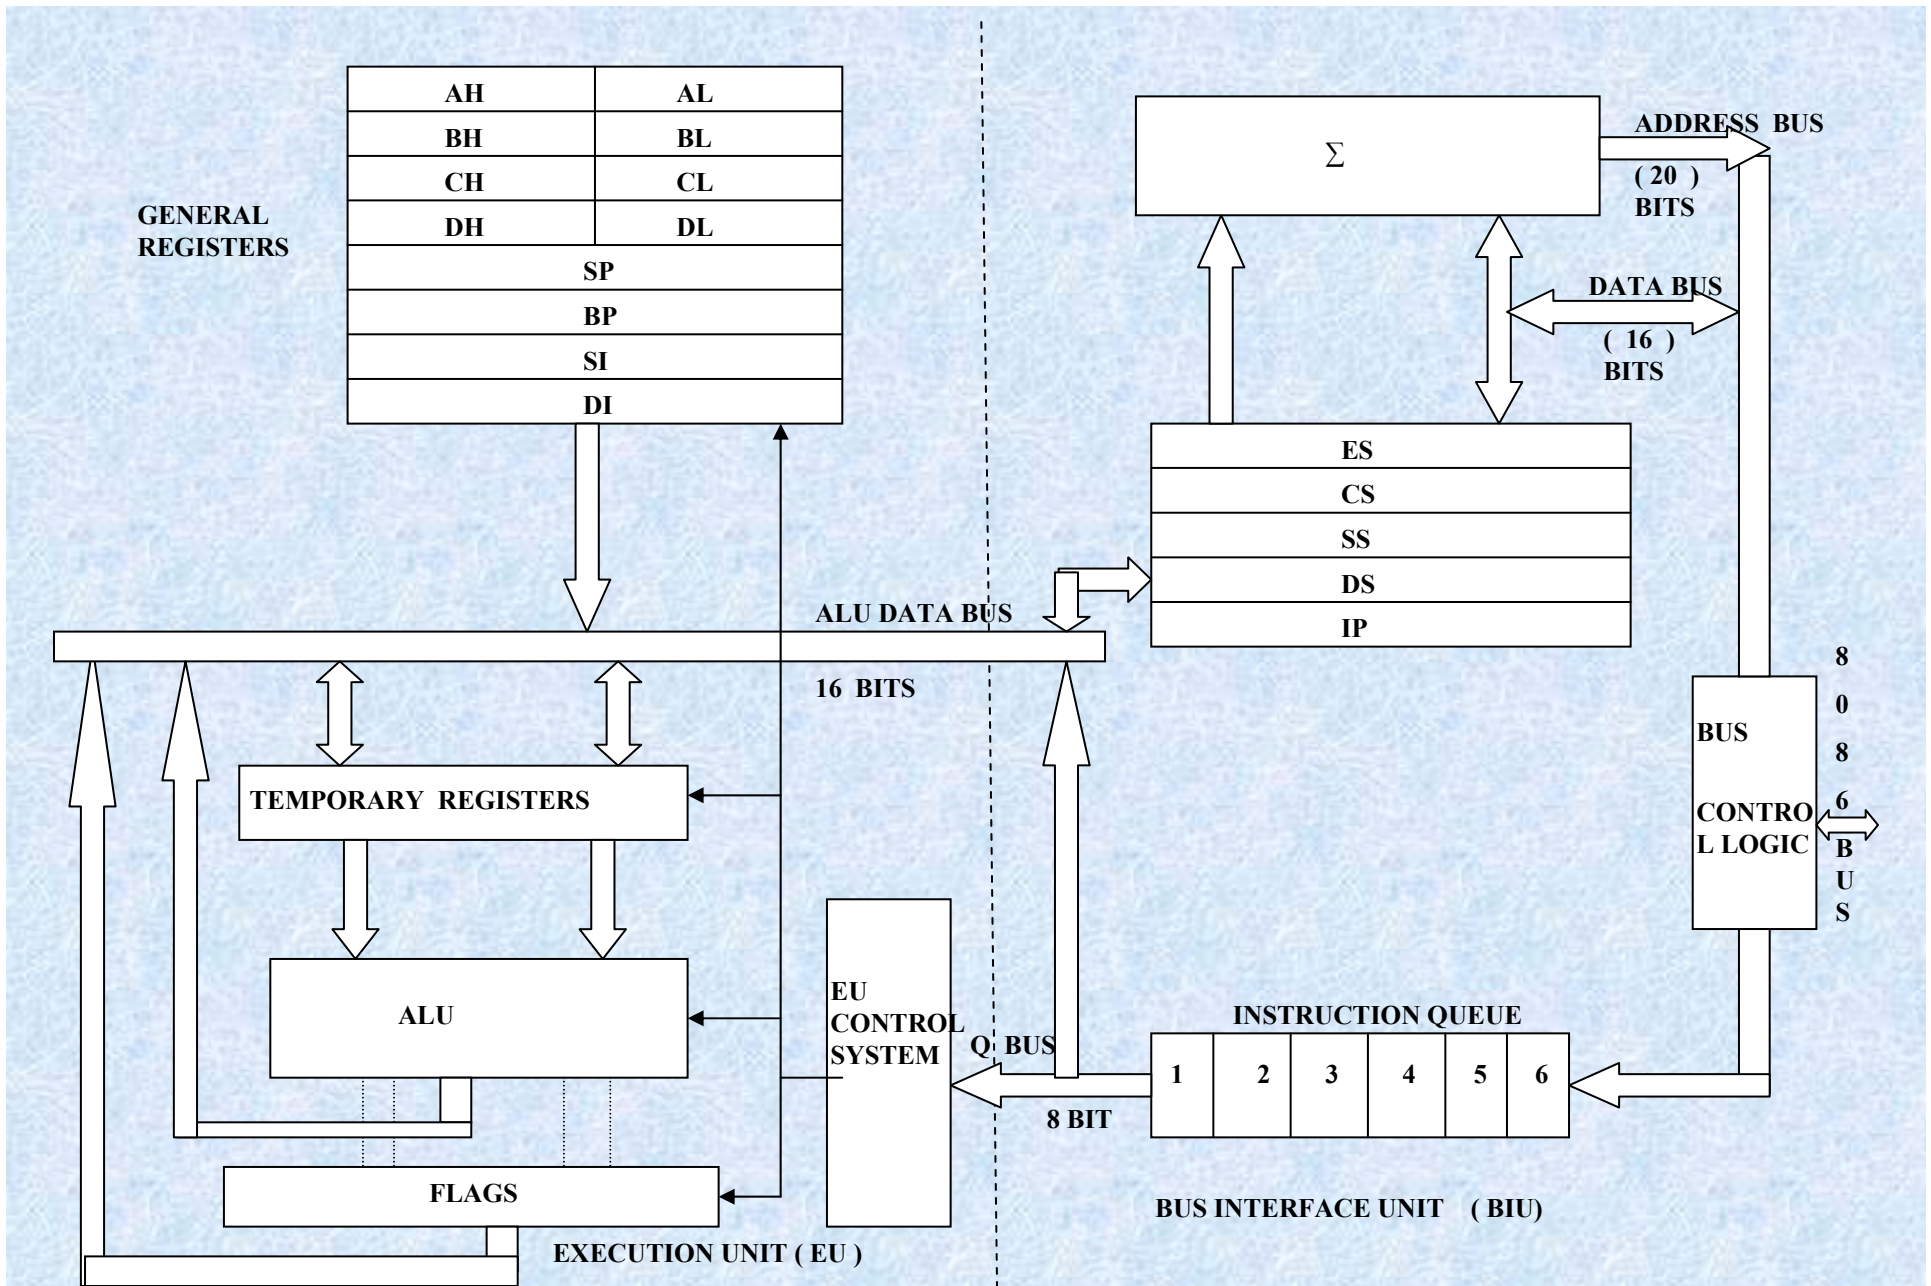 AH AL
BH BL
CH CL
DH DL
SP
BP
SI
DI
GENERAL
REGISTERS
∑
ADDRESS BUS
( 20 )
BITS
DATA BUS
( 16 )
BITS
ES
CS
SS
DS
IP
ALU DATA BUS
16 BITS
TEMPORARY REGISTERS
ALU
FLAGS
EU
CONTROL
SYSTEM
Q BUS
8 BIT
INSTRUCTION QUEUE
1 2 3 4 5 6
BUS
CONTRO
L LOGIC
8
0
8
6
B
U
S
EXECUTION UNIT ( EU )
BUS INTERFACE UNIT ( BIU)